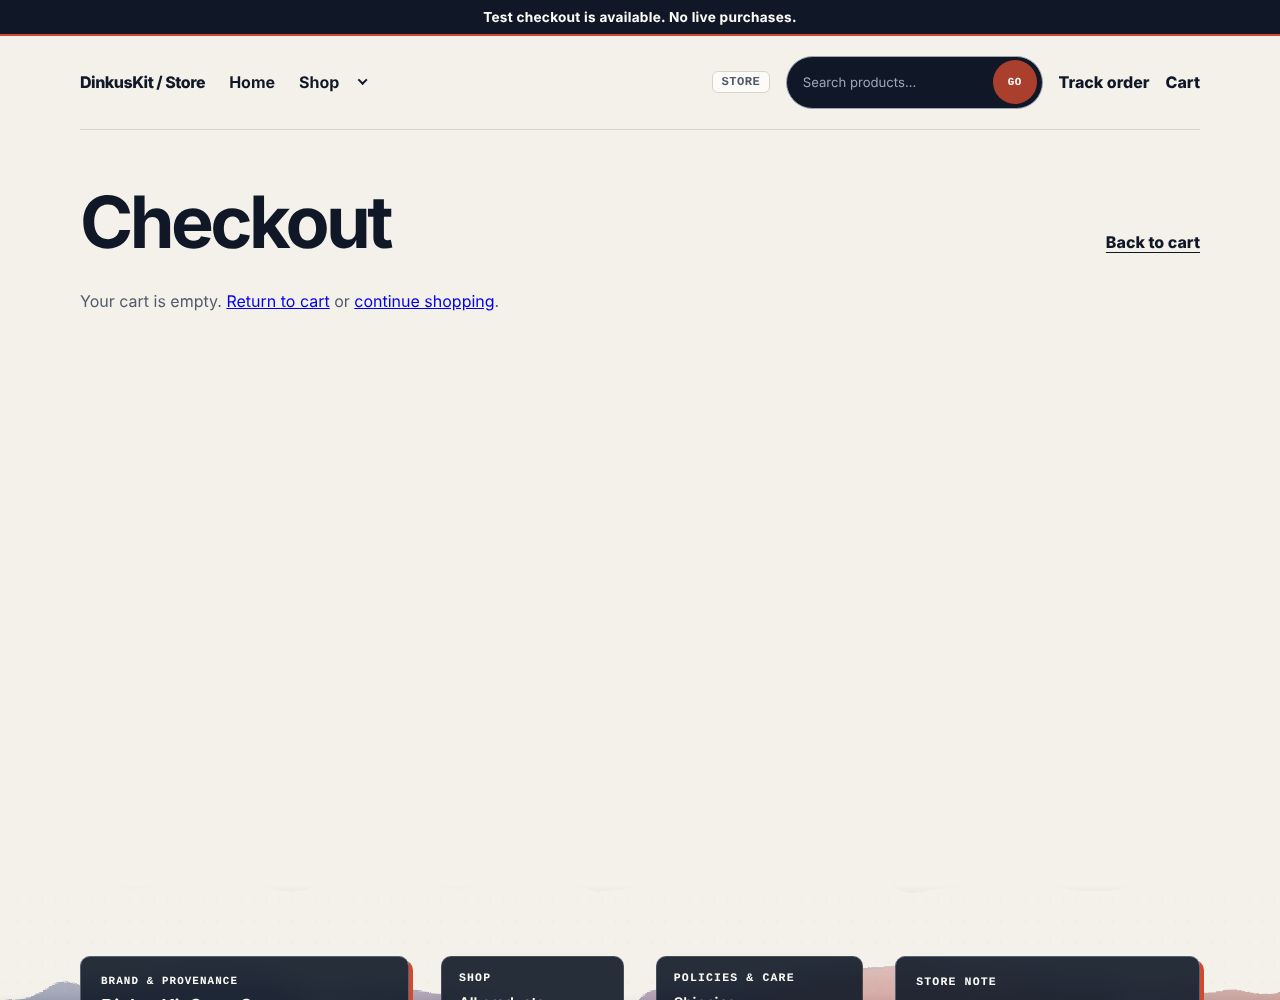 Test checkout is available. No live purchases.
DinkusKit / Store Home Shop STORE Search products... GO Track order Cart
Checkout
Back to cart
Your cart is empty. Return to cart or continue shopping.
BRAND & PROVENANCE
SHOP
POLICIES & CARE
STORE NOTE